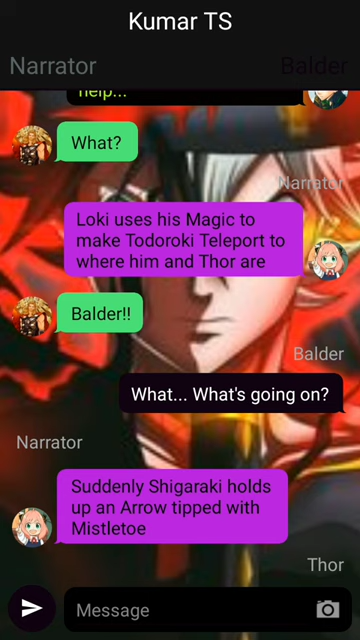 Kumar TS
Narrator
Balder
help...
What?
Narrator
Loki uses his Magic to
make Todoroki Teleport to
where him and Thor are
Balder!!
Balder
What... What's going on?
Narrator
Suddenly Shigaraki holds
up an Arrow tipped with
Mistletoe
Thor
Message